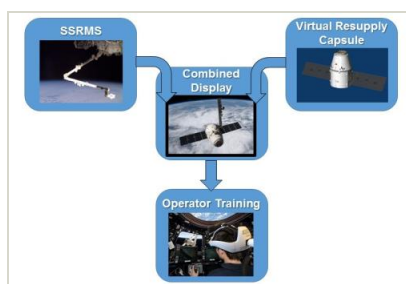 SSRMS
Virtual Resupply
Capsule
Combined
Display
Operator Training